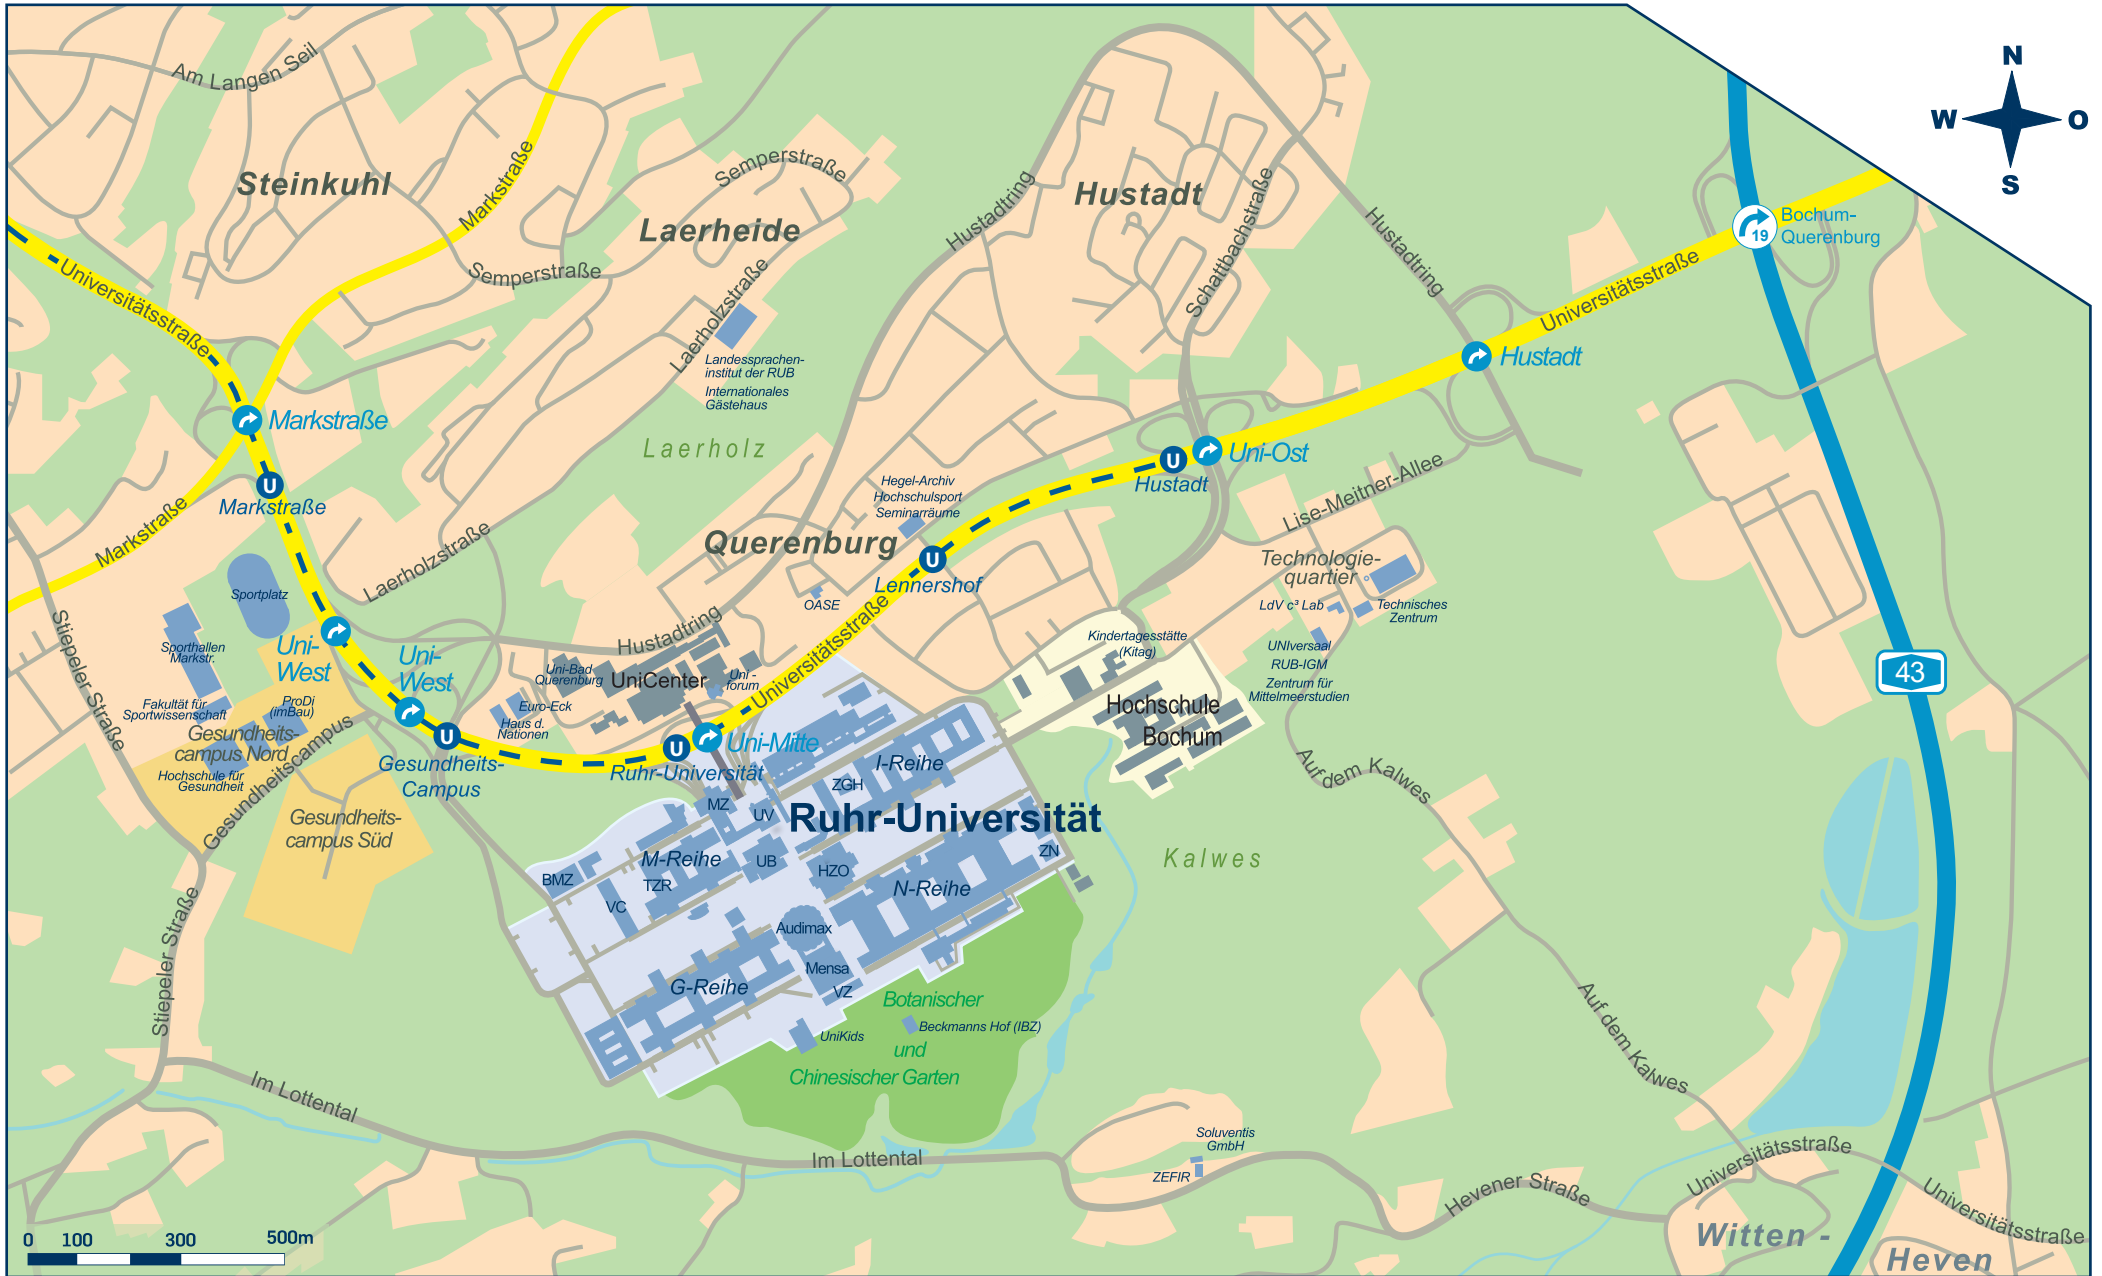 N
W
O
S
Am Langen Seil
Steinkuhl
Markstraße
Semperstraße
Laerheide
Semperstraße
Hustadt
Hustadtring
Schattbachstraße
Hustadtring
Bochum-
Querenburg
19
Universitätsstraße
Universitätsstraße
Laerholzstraße
Landessprachen-
institut der RUB
Internationales
Gästehaus
Hustadt
Markstraße
Laerholz
Uni-Ost
U
Hustadt
U
Markstraße
Markstraße
Hegel-Archiv
Hochschulsport
Seminarräume
Lise-Meitner-Allee
Querenburg
Laerholzstraße
U
Lennershof
Technologie-
quartier
Sportplatz
OASE
LdV c³ Lab
Technisches
Zentrum
Stiepeler Straße
Sporthallen
Markstr.
Uni-
West
Uni-
West
Hustadtring
Universitätsstraße
Kindertagesstätte
(Kitag)
UNIversaal
RUB-IGM
Zentrum für
Mittelmeerstudien
43
Uni-Bad
Querenburg
UniCenter
Uni -
forum
Fakultät für
Sportwissenschaft
ProDi
(imBau)
Euro-Eck
Haus d.
Nationen
Hochschule
Bochum
Gesundheits-
campus Nord
Hochschule für
Gesundheit
Gesundheitscampus
U
Gesundheits-
Campus
U
Ruhr-Universität
Uni-Mitte
I-Reihe
ZGH
Auf dem Kalwes
MZ
UV
Ruhr-Universität
Gesundheits-
campus Süd
M-Reihe
UB
HZO
ZN
Kalwes
BMZ
TZR
VC
N-Reihe
Audimax
Stiepeler Straße
G-Reihe
Mensa
VZ
Botanischer
Beckmanns Hof (IBZ)
UniKids
und
Chinesischer Garten
Auf dem Kalwes
Im Lottental
Im Lottental
Soluventis
GmbH
ZEFIR
Hevener Straße
Universitätsstraße
Universitätsstraße
Witten -
Heven
0 100 300 500m